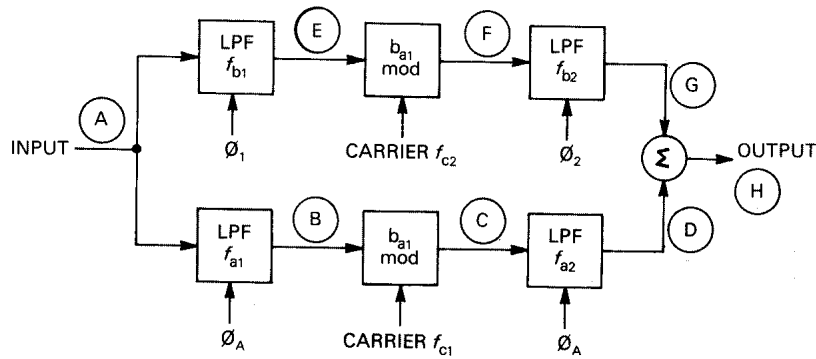 E
F
LPF
f_b1
b_a1
mod
LPF
f_b2
G
A
Ø_1
CARRIER f_c2
Ø_2
INPUT
Σ
OUTPUT
H
B
C
D
LPF
f_a1
b_a1
mod
LPF
f_a2
Ø_A
CARRIER f_c1
Ø_A